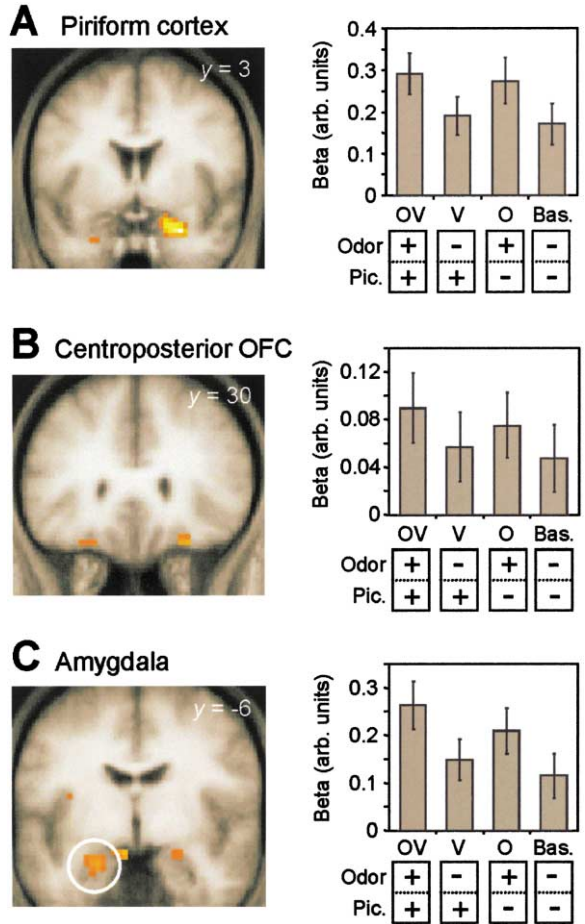 A Piriform cortex
y = 3
Beta (arb. units)
0.4
0.3
0.2
0.1
0
OV V O Bas.
Odor + - + -
Pic. + + - -
B Centroposterior OFC
y = 30
Beta (arb. units)
0.12
0.08
0.04
0
OV V O Bas.
Odor + - + -
Pic. + + - -
C Amygdala
y = -6
Beta (arb. units)
0.3
0.2
0.1
0
OV V O Bas.
Odor + - + -
Pic. + + - -